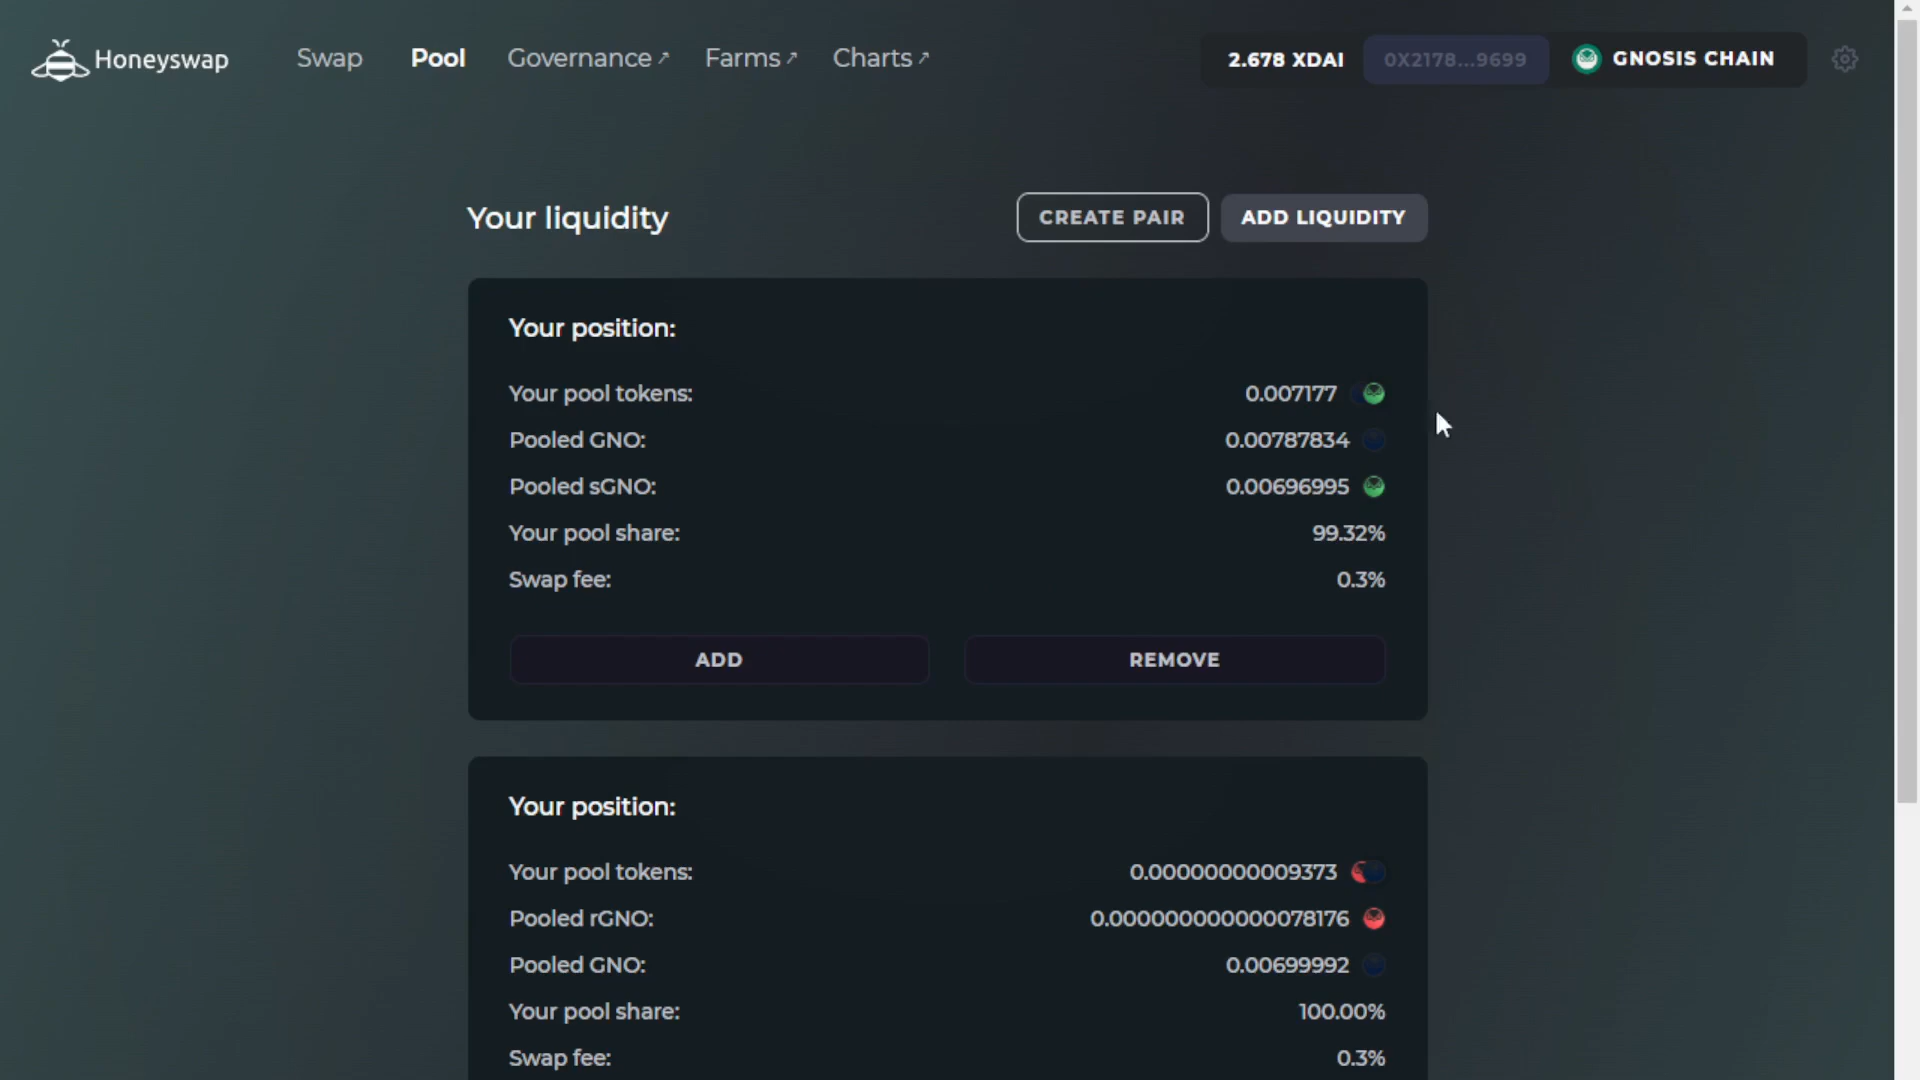 Honeyswap Swap Pool Governance↗ Farms↗ Charts↗ 2.678 XDAI 0X2178...9699 GNOSIS CHAIN
Your liquidity CREATE PAIR ADD LIQUIDITY
Your position:
Your pool tokens: 0.007177
Pooled GNO: 0.00787834
Pooled sGNO: 0.00696995
Your pool share: 99.32%
Swap fee: 0.3%
ADD REMOVE
Your position:
Your pool tokens: 0.00000000009373
Pooled rGNO: 0.000000000000078176
Pooled GNO: 0.00699992
Your pool share: 100.00%
Swap fee: 0.3%